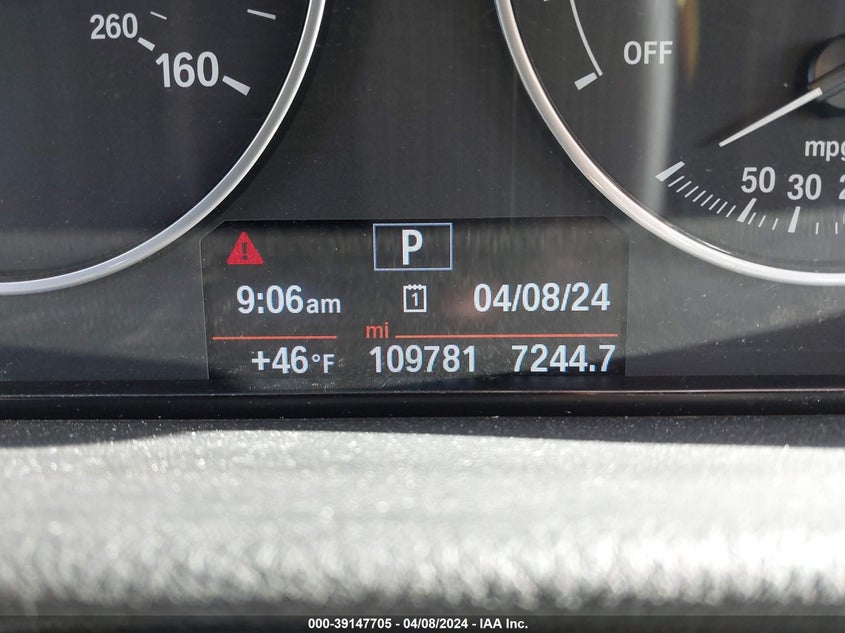 260
160
OFF
mpg
50 30
P
9:06am 1 04/08/24
mi
+46°F 109781 7244.7
000-39147705 - 04/08/2024 - IAA Inc.